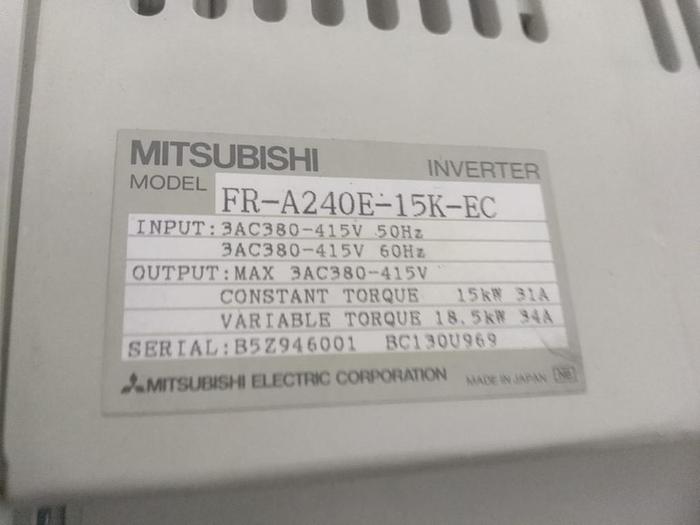 MITSUBISHI INVERTER
MODEL FR-A240E-15K-EC
INPUT:3AC380-415V 50Hz
3AC380-415V 60Hz
OUTPUT:MAX 3AC380-415V
CONSTANT TORQUE 15kW 31A
VARIABLE TORQUE 18.5kW 34A
SERIAL:B5Z946001 BC130U969
MITSUBISHI ELECTRIC CORPORATION MADE IN JAPAN NE